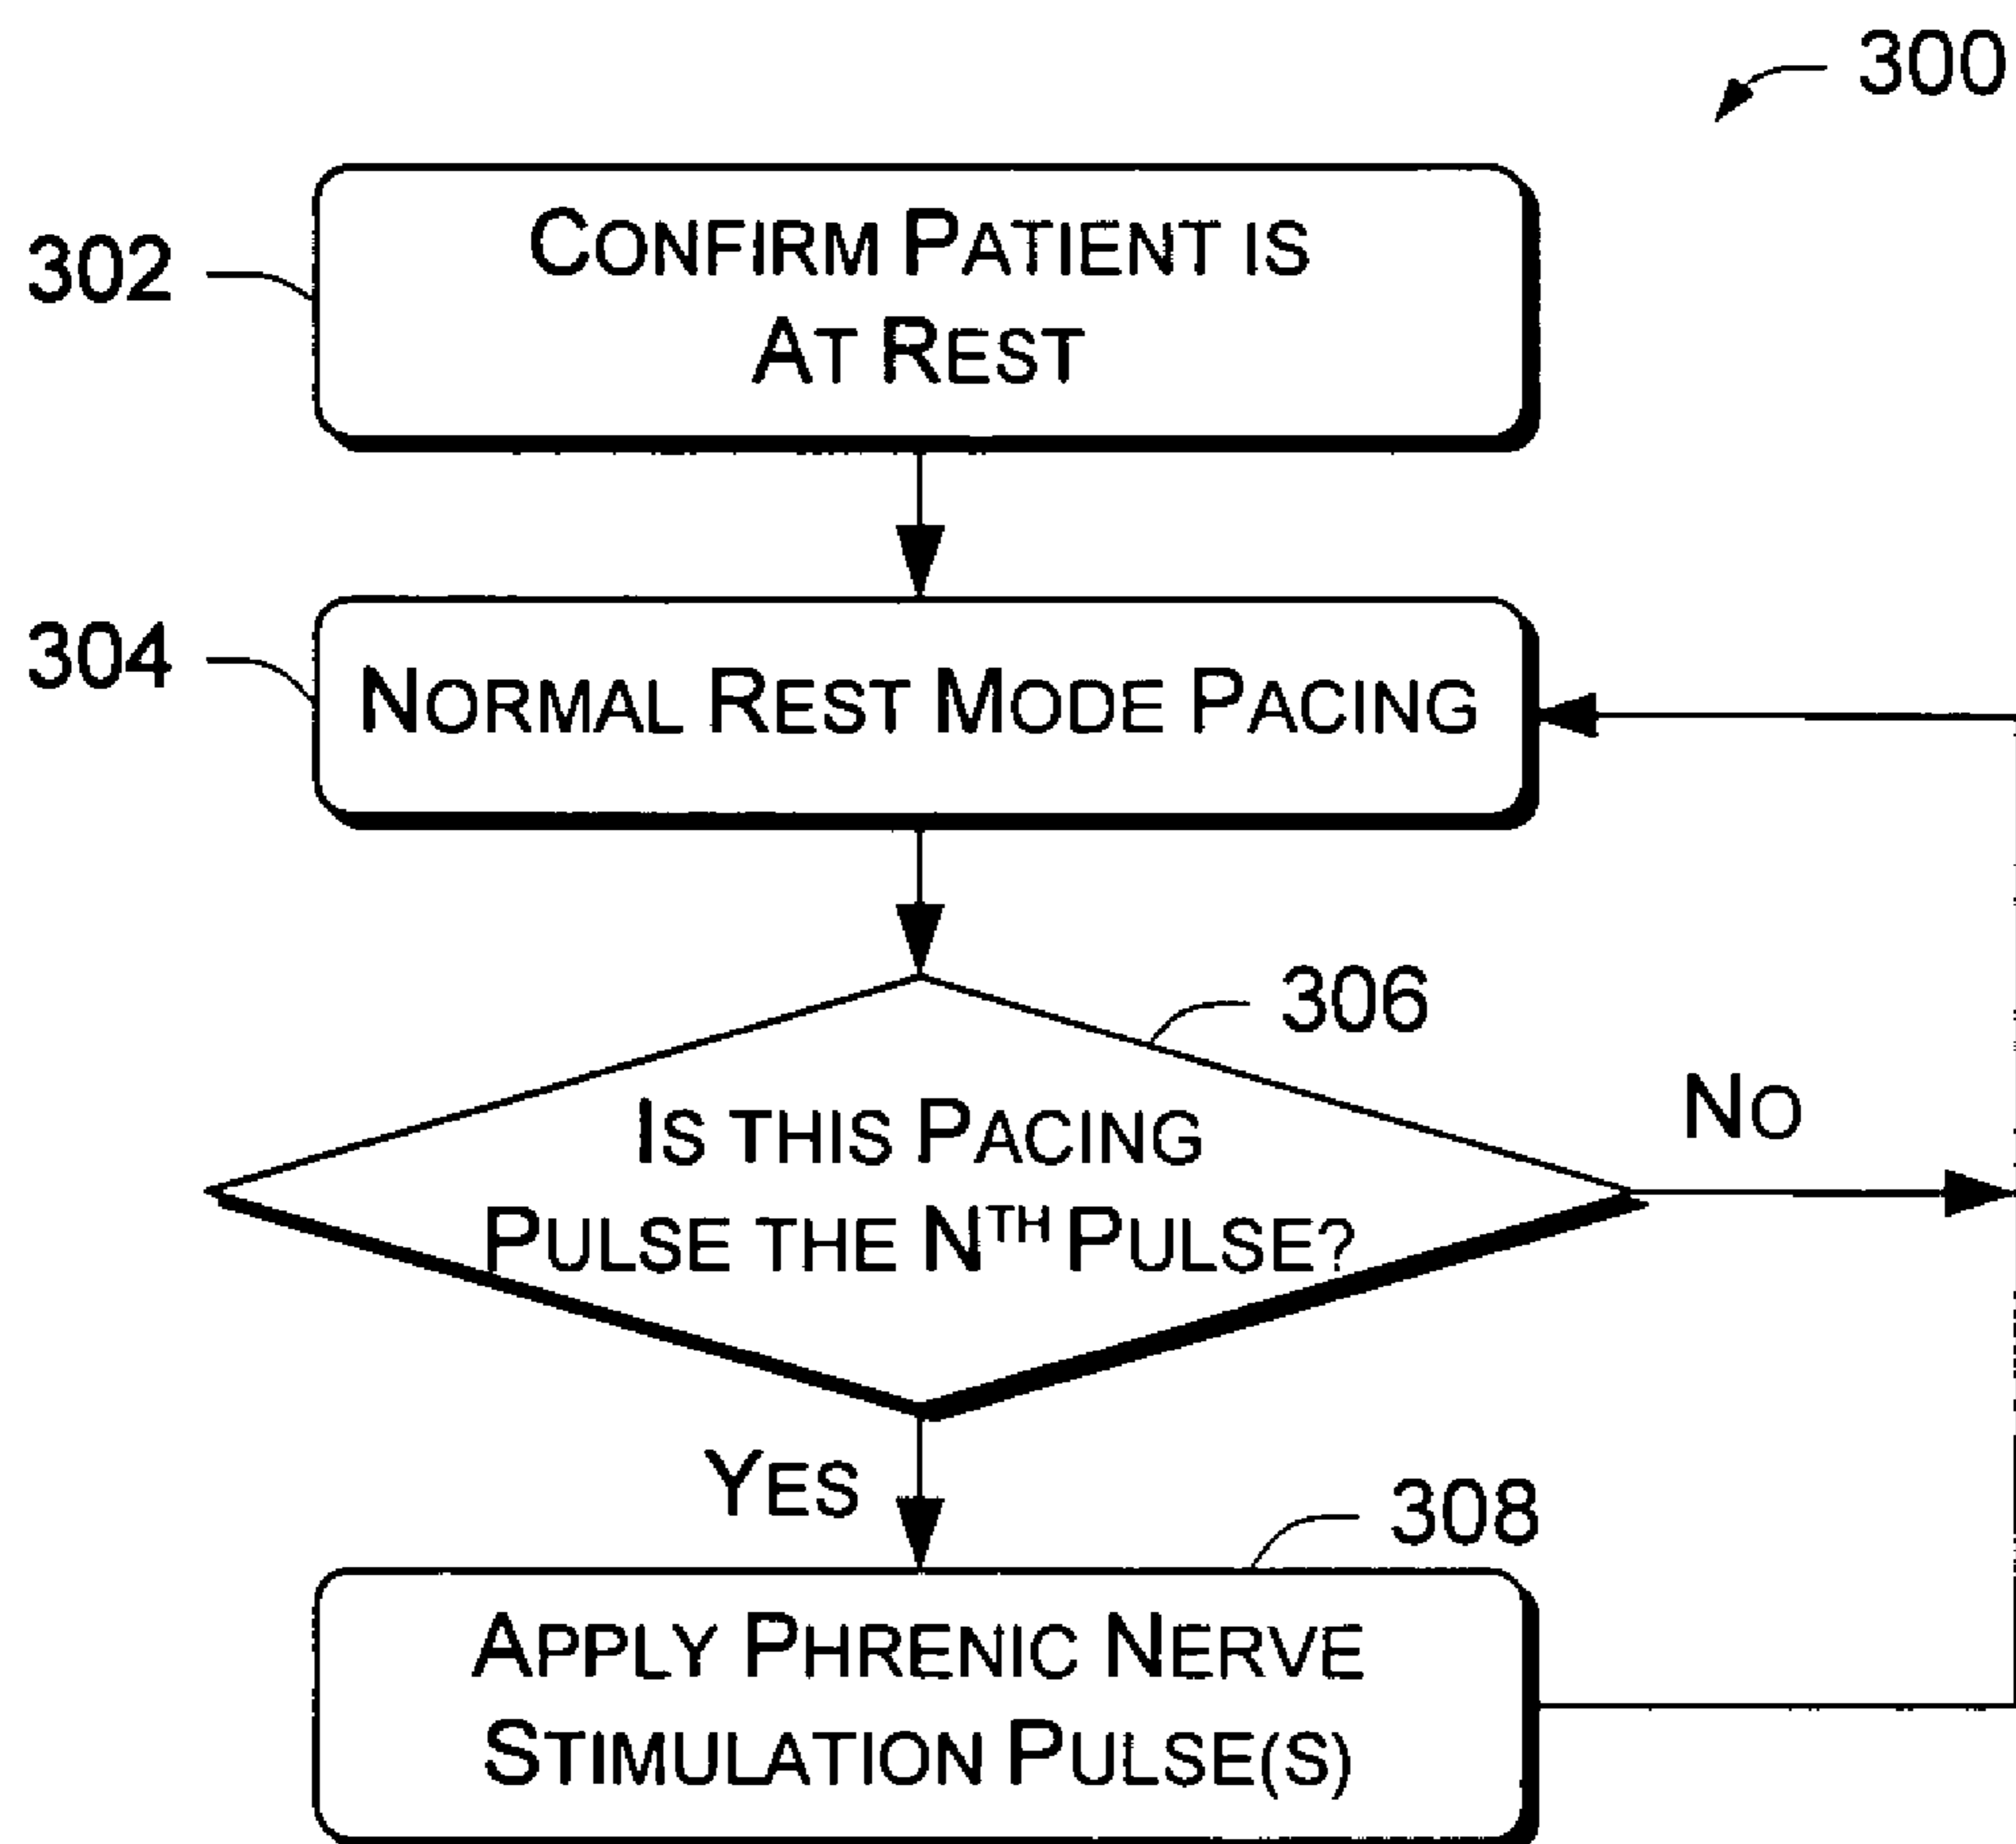 300
302
CONFIRM PATIENT IS
AT REST
304
NORMAL REST MODE PACING
306
IS THIS PACING
PULSE THE NTH PULSE?
NO
YES
308
APPLY PHRENIC NERVE
STIMULATION PULSE(S)